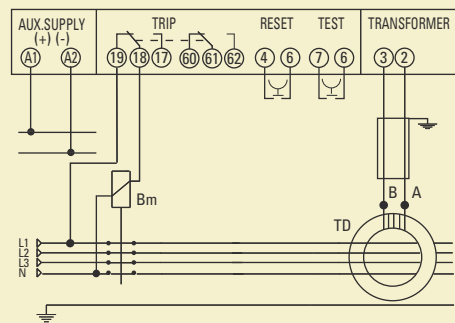 AUX.SUPPLY TRIP RESET TEST TRANSFORMER
(+) (-)
A1 A2 19 18 17 60 61 62 4 6 7 6 3 2
Bm
B A
TD
L1
L2
L3
N